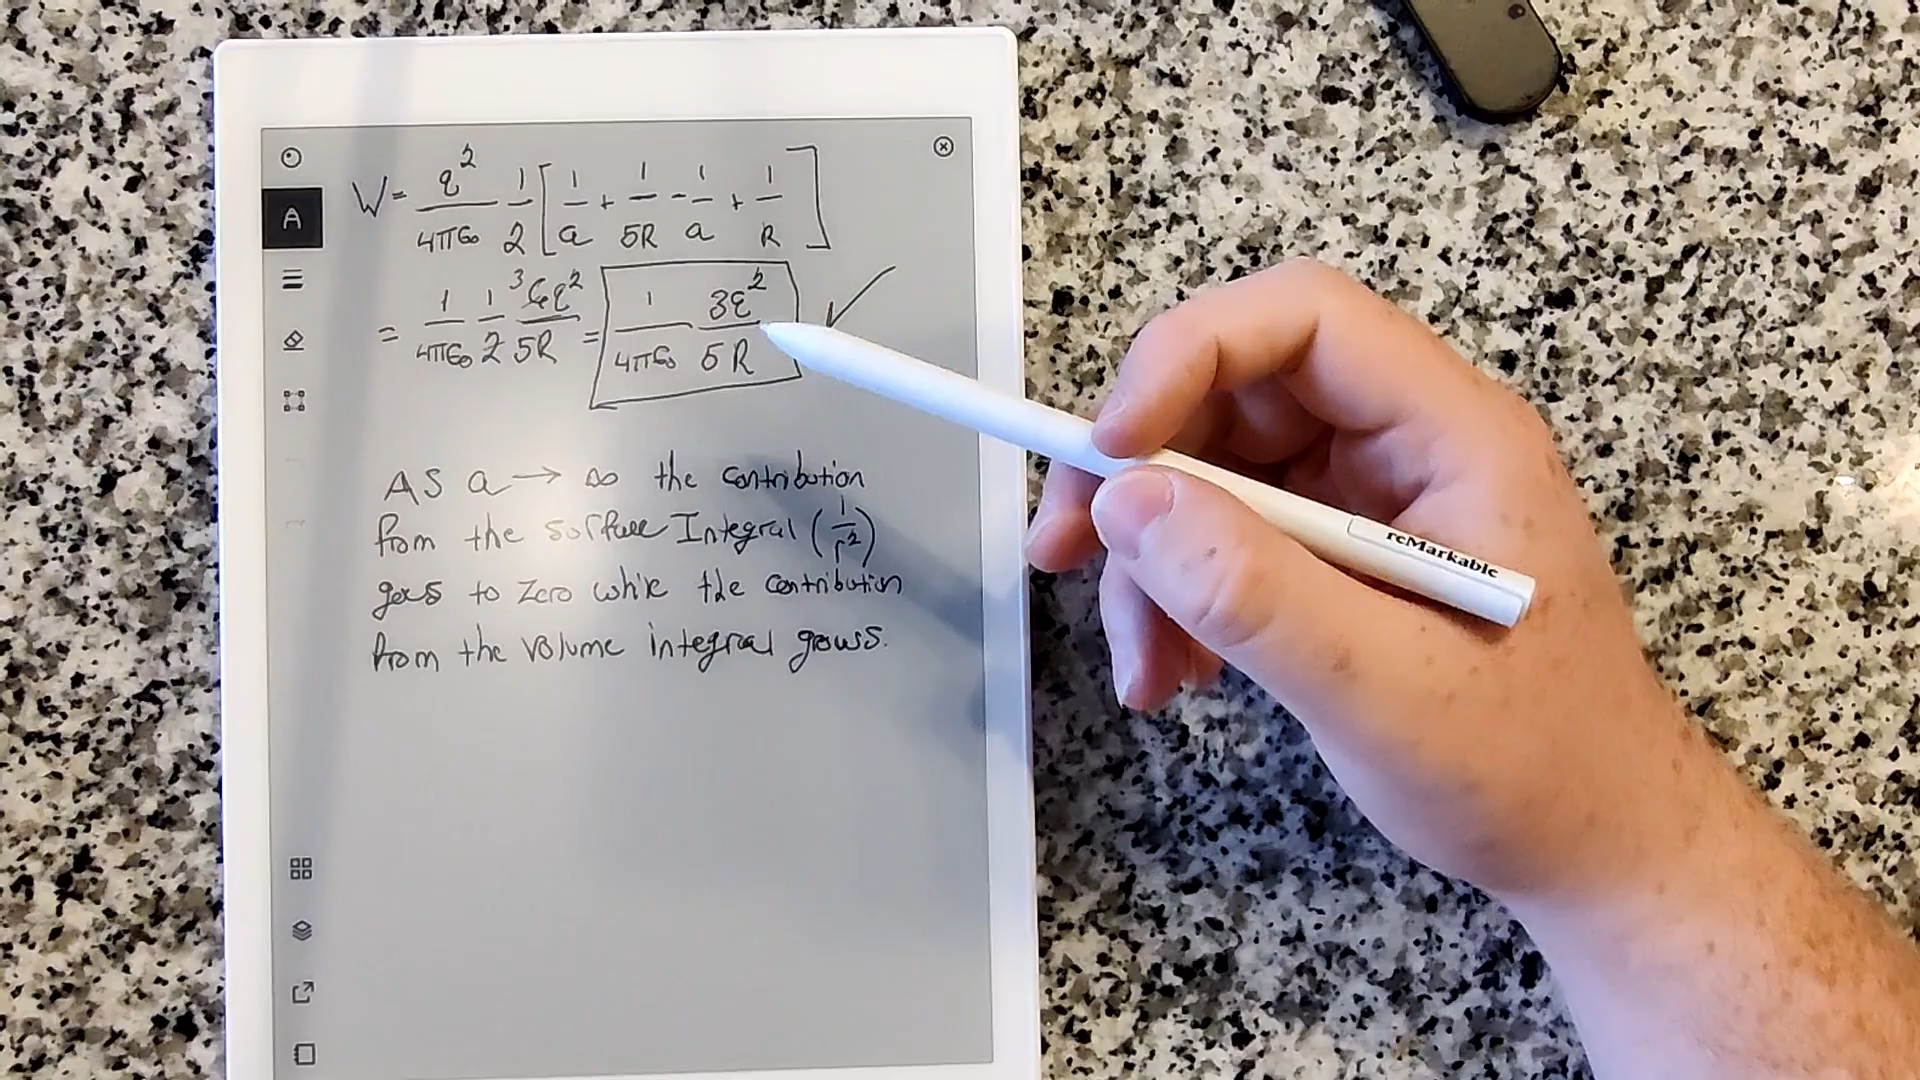 W = q²/4πε₀ 1/2 [1/a + 1/5R - 1/a + 1/R]
= 1/4πε₀ 1/2 ³6q²/5R = 1/4πε₀ 3q²/5R ✓
AS a → ∞ the contribution
from the surface Integral (1/r²)
goes to zero while the contribution
from the volume integral grows.
reMarkable